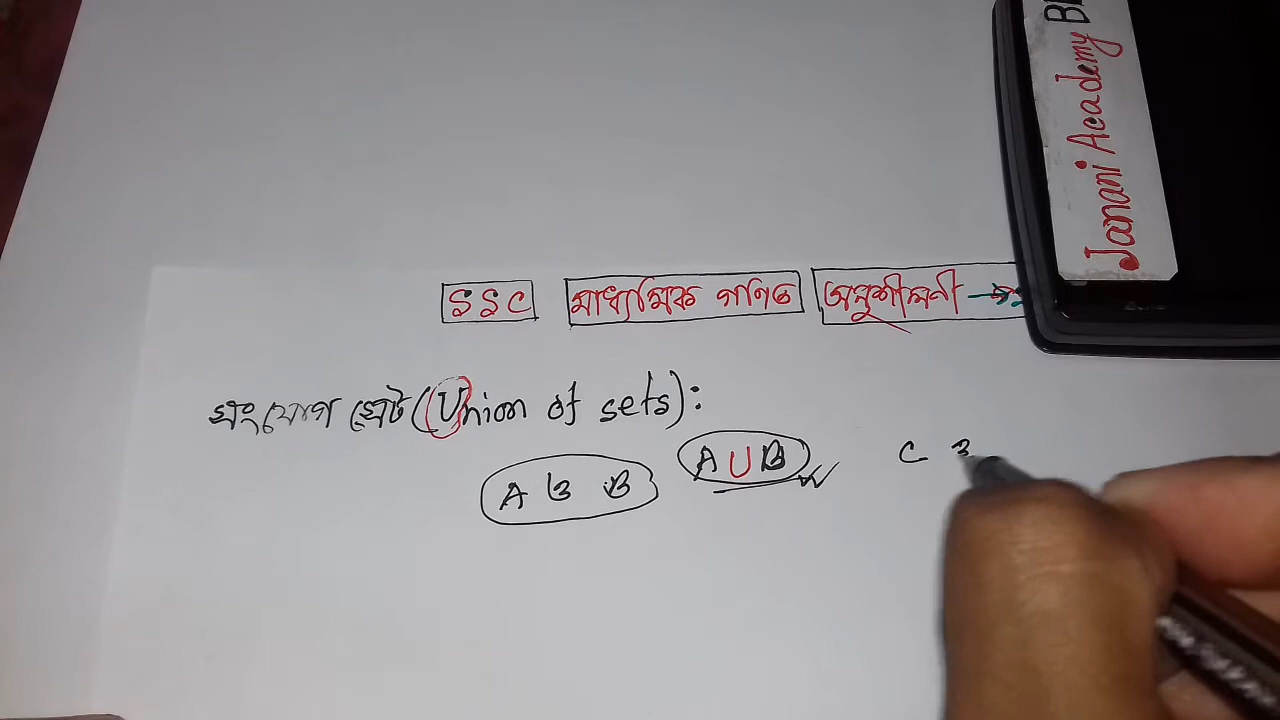 Janani Academy
SSC মাধ্যমিক গণিত অনুশীলনী
সংযোগ সেট (Union of sets):
A ও B A U B C